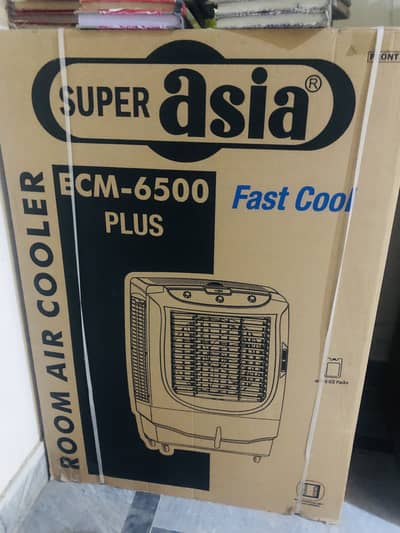 FRONT
SUPER asia®
ECM-6500
PLUS
Fast Cool
ROOM AIR COOLER